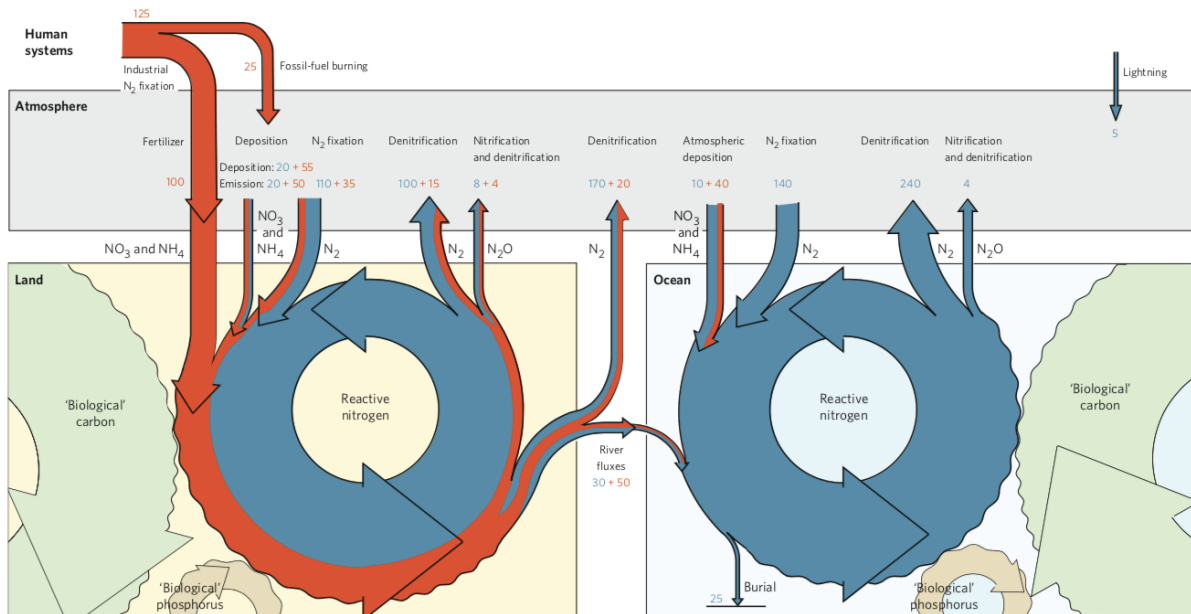 125
Human
systems
25
Fossil-fuel burning
Industrial
N₂ fixation
Lightning
Atmosphere
5
Fertilizer
Deposition
N₂ fixation
Denitrification
Nitrification
and denitrification
Denitrification
Atmospheric
deposition
N₂ fixation
Denitrification
Nitrification
and denitrification
Deposition: 20 + 55
100
Emission: 20 + 50
110 + 35
100 + 15
8 + 4
170 + 20
10 + 40
140
240
4
NO₃ and NH₄
NO₃
and
NH₄
N₂
N₂
N₂O
N₂
NO₃
and
NH₄
N₂
N₂
N₂O
Land
Ocean
'Biological'
carbon
Reactive
nitrogen
Reactive
nitrogen
'Biological'
carbon
River
fluxes
30 + 50
'Biological'
phosphorus
25
Burial
'Biological'
phosphorus